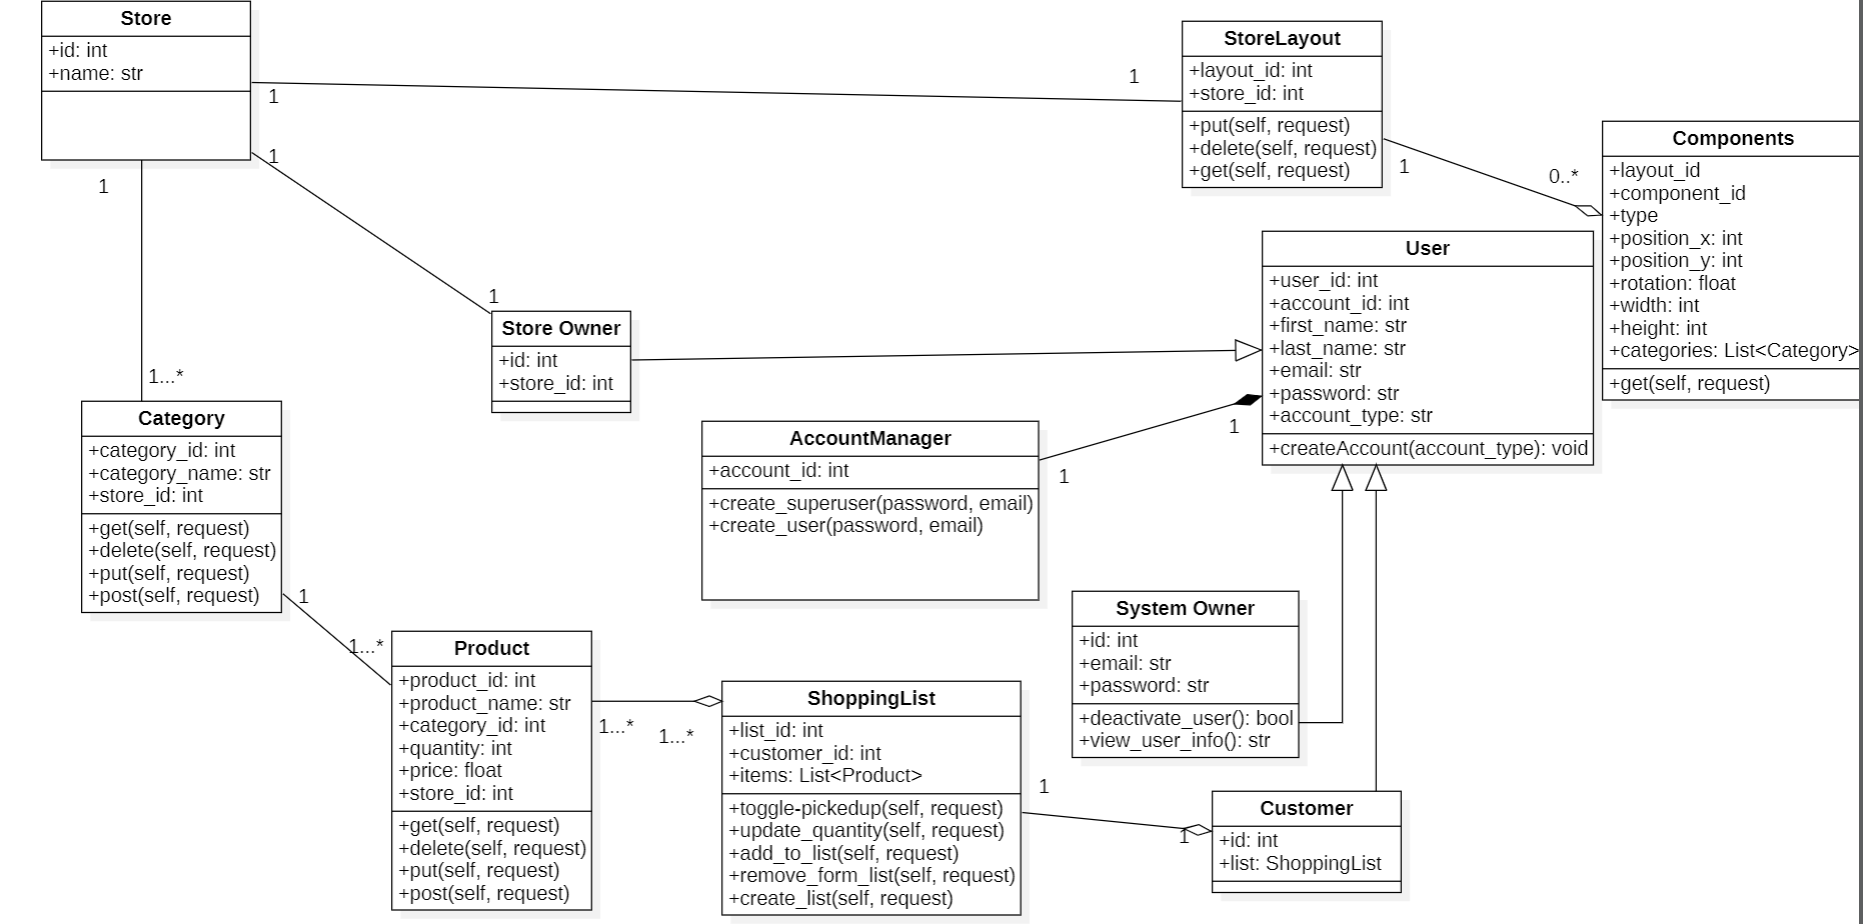 Store
+id: int
+name: str
1
1
1
1
1
1...*
StoreLayout
+layout_id: int
+store_id: int
+put(self, request)
+delete(self, request)
+get(self, request)
1
0..*
Components
+layout_id
+component_id
+type
+position_x: int
+position_y: int
+rotation: float
+width: int
+height: int
+categories: List<Category>
+get(self, request)
User
+user_id: int
+account_id: int
+first_name: str
+last_name: str
+email: str
+password: str
+account_type: str
+createAccount(account_type): void
Store Owner
+id: int
+store_id: int
AccountManager
+account_id: int
+create_superuser(password, email)
+create_user(password, email)
1
1
Category
+category_id: int
+category_name: str
+store_id: int
+get(self, request)
+delete(self, request)
+put(self, request)
+post(self, request)
1
1...*
Product
+product_id: int
+product_name: str
+category_id: int
+quantity: int
+price: float
+store_id: int
+get(self, request)
+delete(self, request)
+put(self, request)
+post(self, request)
1...*
1...*
ShoppingList
+list_id: int
+customer_id: int
+items: List<Product>
+toggle-pickedup(self, request)
+update_quantity(self, request)
+add_to_list(self, request)
+remove_form_list(self, request)
+create_list(self, request)
1
1
System Owner
+id: int
+email: str
+password: str
+deactivate_user(): bool
+view_user_info(): str
Customer
+id: int
+list: ShoppingList